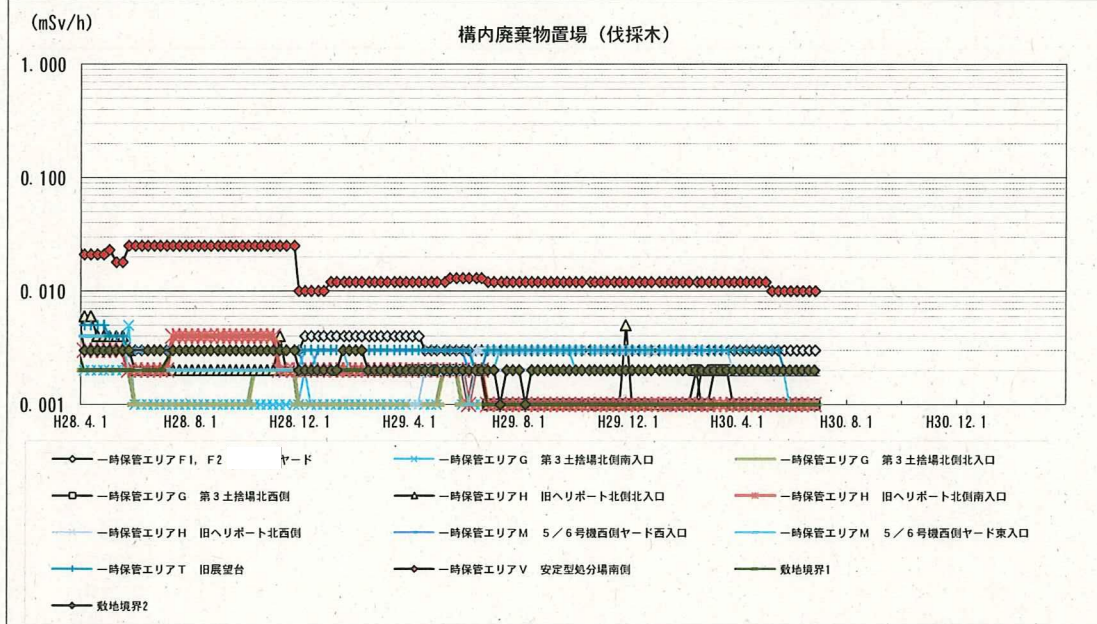 (mSv/h)
構内廃棄物置場（伐採木）
1.000
0.100
0.010
0.001
H28.4.1 H28.8.1 H28.12.1 H29.4.1 H29.8.1 H29.12.1 H30.4.1 H30.8.1 H30.12.1
一時保管エリアＦ1，Ｆ2 ヤード
一時保管エリアＧ 第３土捨場北側南入口
一時保管エリアＧ 第３土捨場北側北入口
一時保管エリアＧ 第３土捨場北西側
一時保管エリアＨ 旧ヘリポート北側北入口
一時保管エリアＨ 旧ヘリポート北側南入口
一時保管エリアＨ 旧ヘリポート北西側
一時保管エリアＭ ５／６号機西側ヤード西入口
一時保管エリアＭ ５／６号機西側ヤード東入口
一時保管エリアＴ 旧展望台
一時保管エリアＶ 安定型処分場南側
敷地境界1
敷地境界2